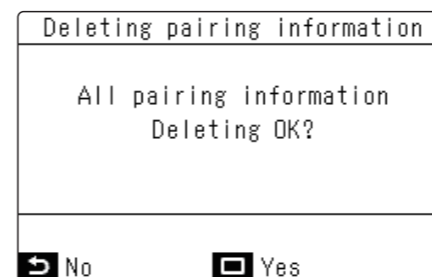 Deleting pairing information
All pairing information
Deleting OK?
No Yes